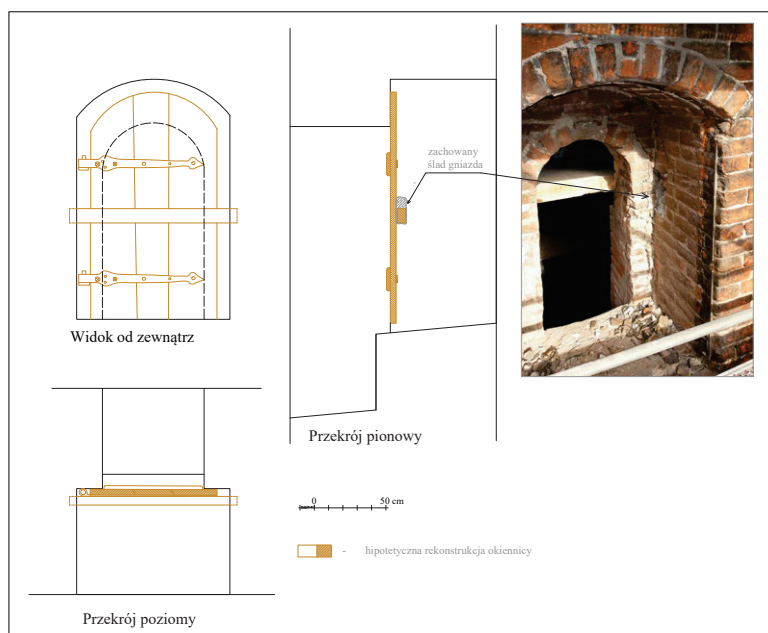 zachowany
ślad gniazda
Widok od zewnątrz
Przekrój pionowy
0 50 cm
- hipotetyczna rekonstrukcja okiennicy
Przekrój poziomy